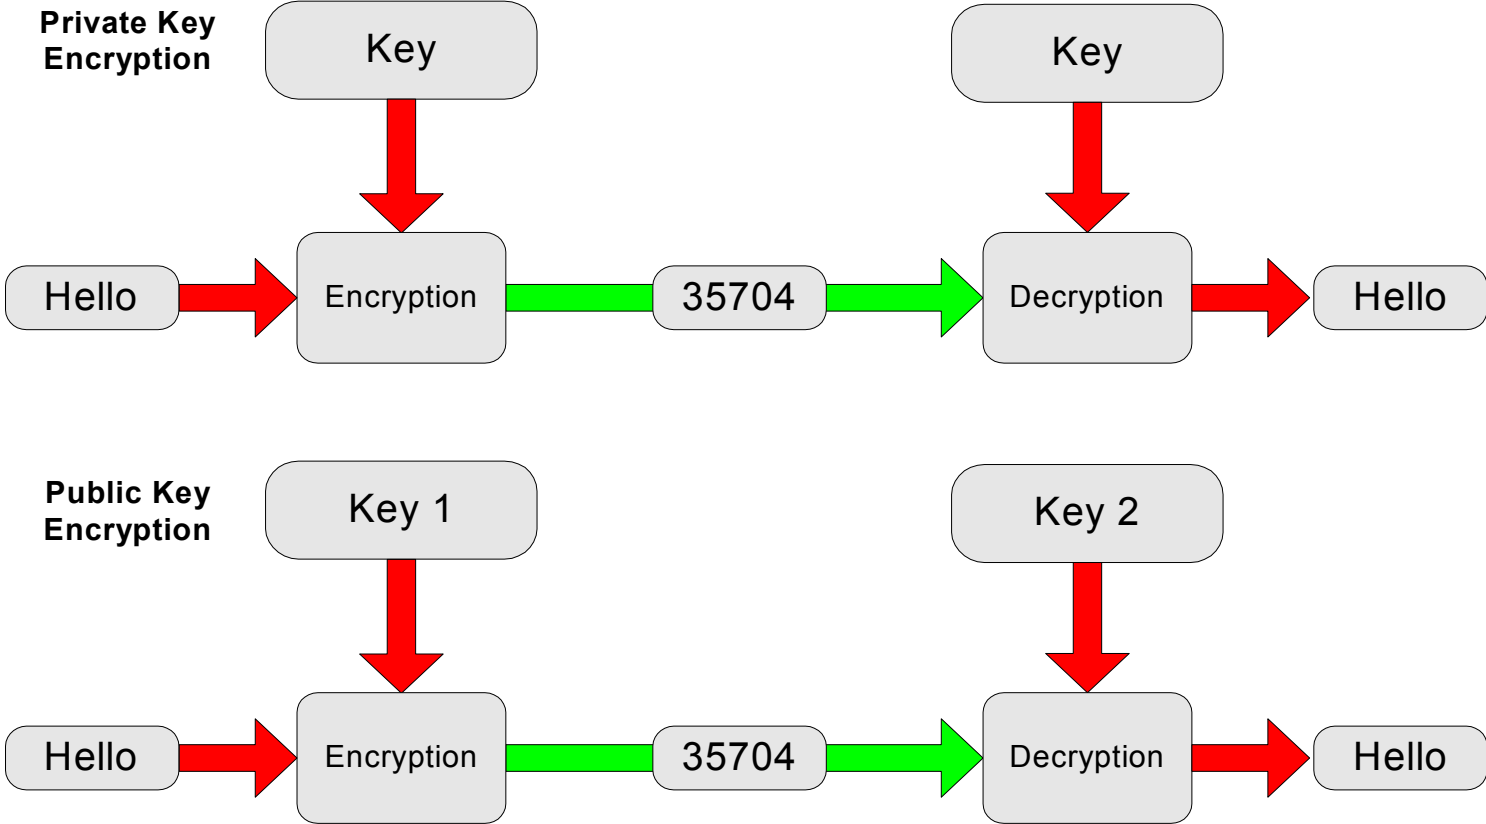 Private Key
Encryption
Key
Key
Hello
Encryption
35704
Decryption
Hello
Public Key
Encryption
Key 1
Key 2
Hello
Encryption
35704
Decryption
Hello